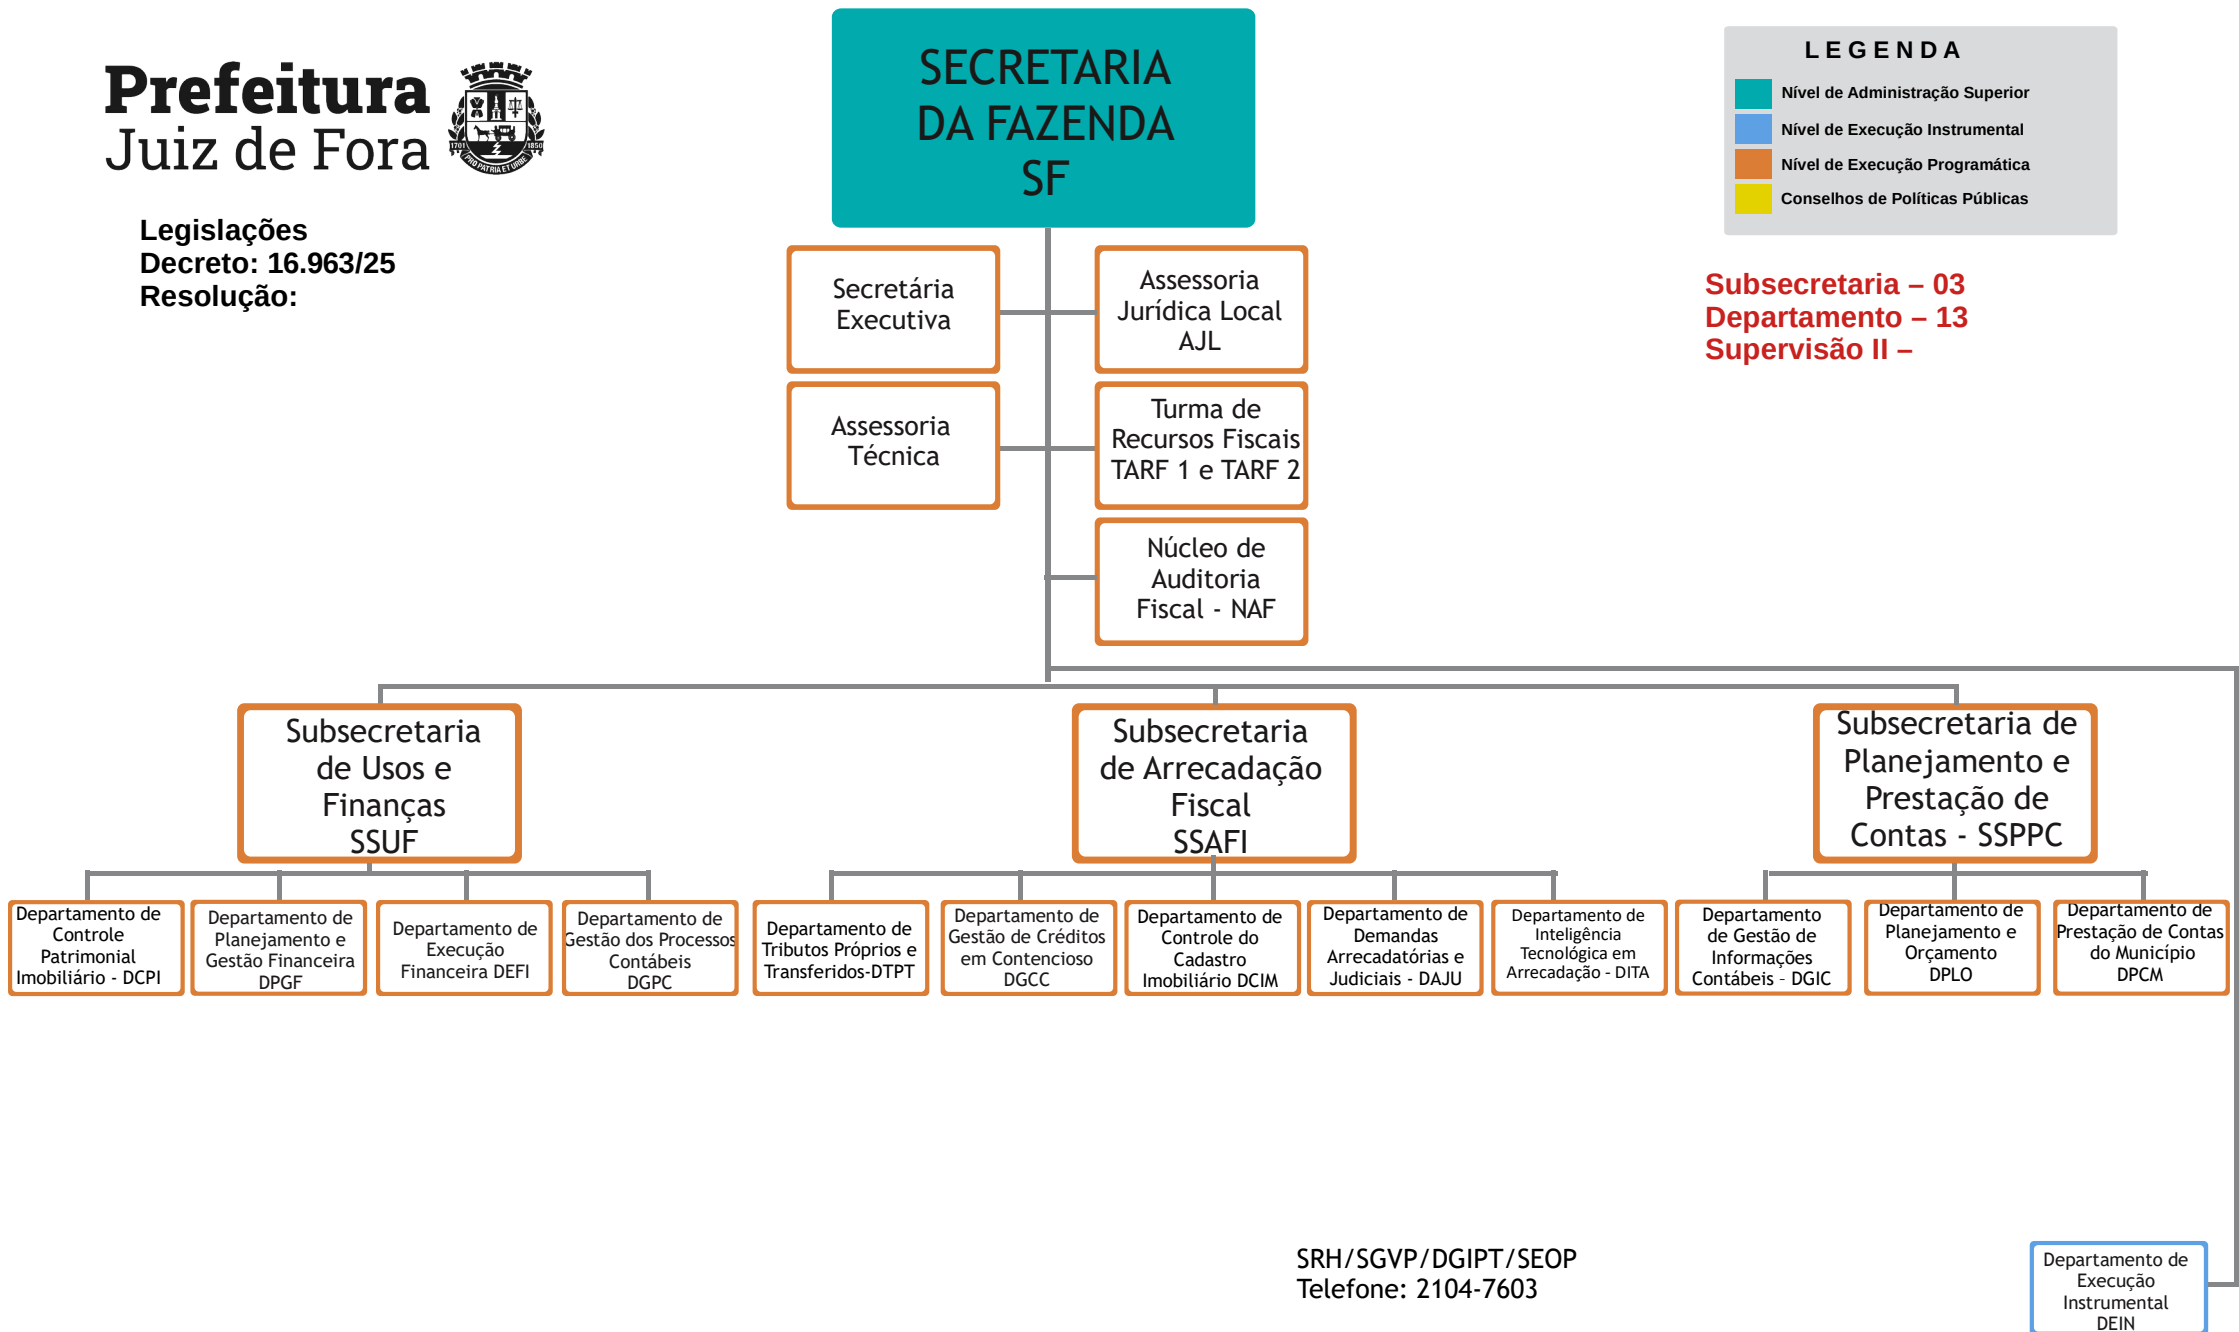 Prefeitura
Juiz de Fora
1701
1850
PRO PATRIA ET URBE
Legislações
Decreto: 16.963/25
Resolução:
SECRETARIA
DA FAZENDA
SF
LEGENDA
Nível de Administração Superior
Nível de Execução Instrumental
Nível de Execução Programática
Conselhos de Políticas Públicas
Subsecretaria – 03
Departamento – 13
Supervisão II –
Secretária
Executiva
Assessoria
Jurídica Local
AJL
Assessoria
Técnica
Turma de
Recursos Fiscais
TARF 1 e TARF 2
Núcleo de
Auditoria
Fiscal - NAF
Subsecretaria
de Usos e
Finanças
SSUF
Subsecretaria
de Arrecadação
Fiscal
SSAFI
Subsecretaria de
Planejamento e
Prestação de
Contas - SSPPC
Departamento de
Controle
Patrimonial
Imobiliário - DCPI
Departamento de
Planejamento e
Gestão Financeira
DPGF
Departamento de
Execução
Financeira DEFI
Departamento de
Gestão dos Processos
Contábeis
DGPC
Departamento de
Tributos Próprios e
Transferidos-DTPT
Departamento de
Gestão de Créditos
em Contencioso
DGCC
Departamento de
Controle do
Cadastro
Imobiliário DCIM
Departamento de
Demandas
Arrecadatórias e
Judiciais - DAJU
Departamento de
Inteligência
Tecnológica em
Arrecadação - DITA
Departamento
de Gestão de
Informações
Contábeis - DGIC
Departamento de
Planejamento e
Orçamento
DPLO
Departamento de
Prestação de Contas
do Município
DPCM
SRH/SGVP/DGIPT/SEOP
Telefone: 2104-7603
Departamento de
Execução
Instrumental
DEIN